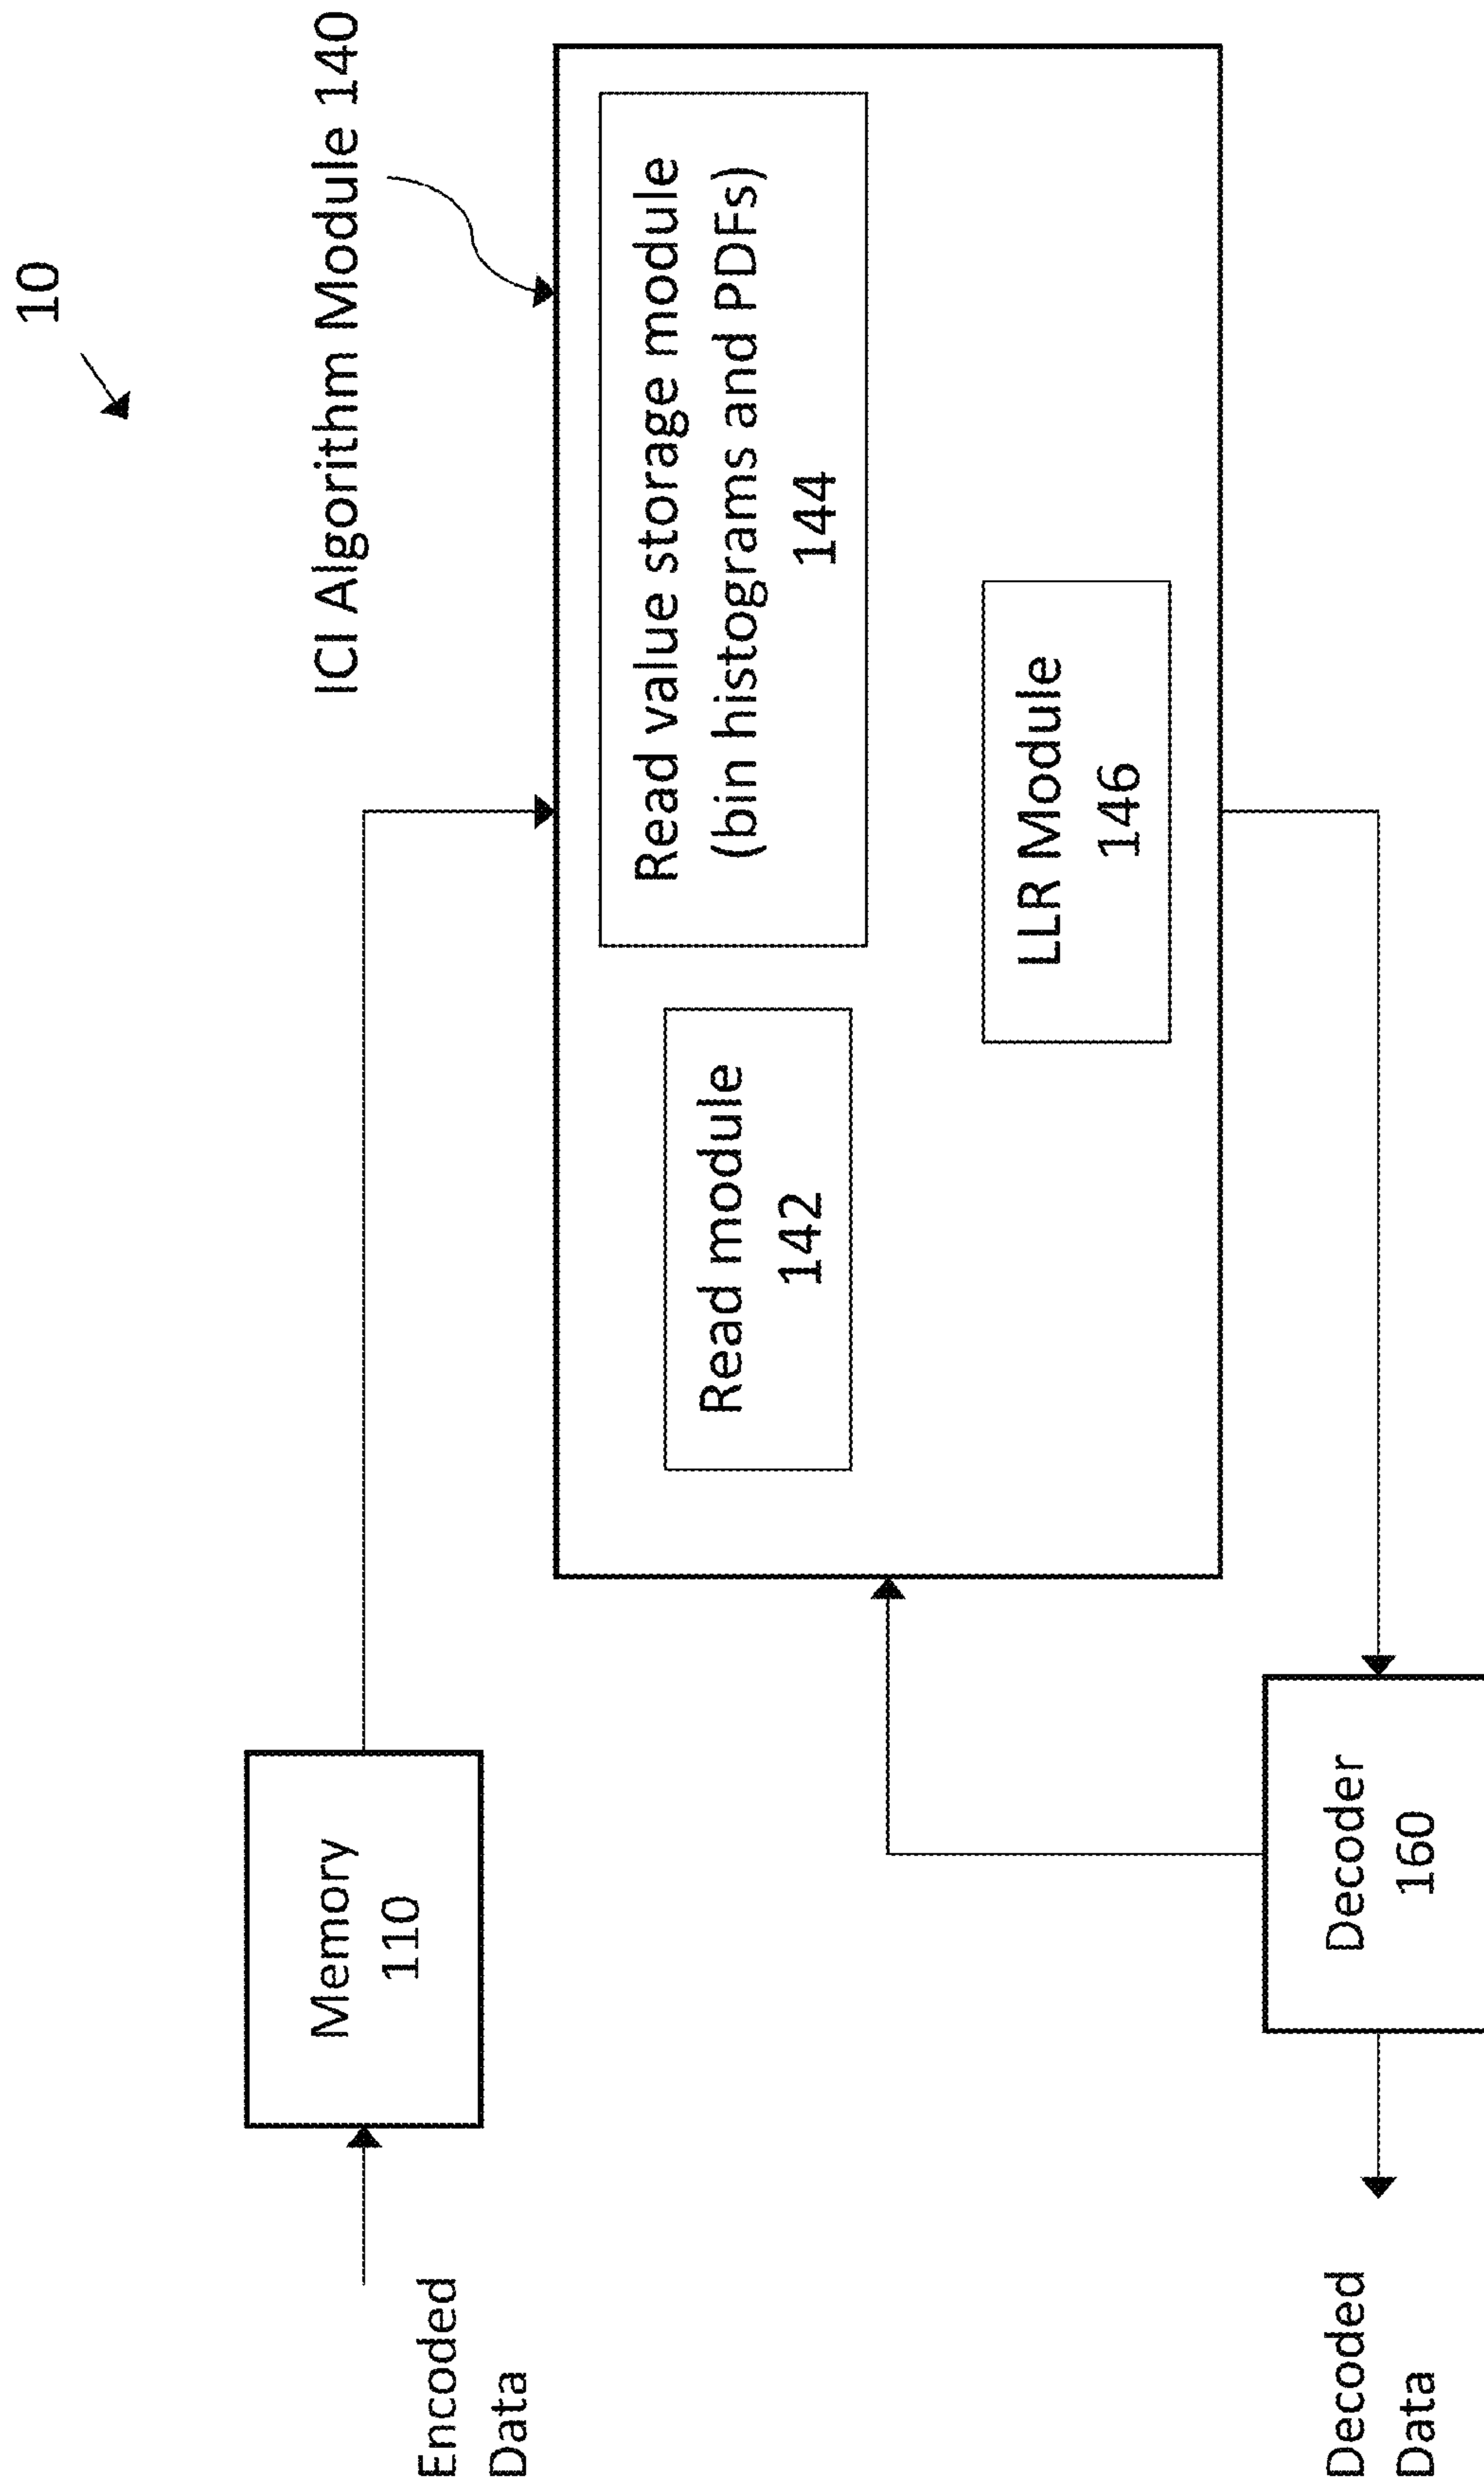 10
ICI Algorithm Module 140
Memory
110
Encoded
Data
Read module
142
Read value storage module
(bin histograms and PDFs)
144
LLR Module
146
Decoder
160
Decoded
Data